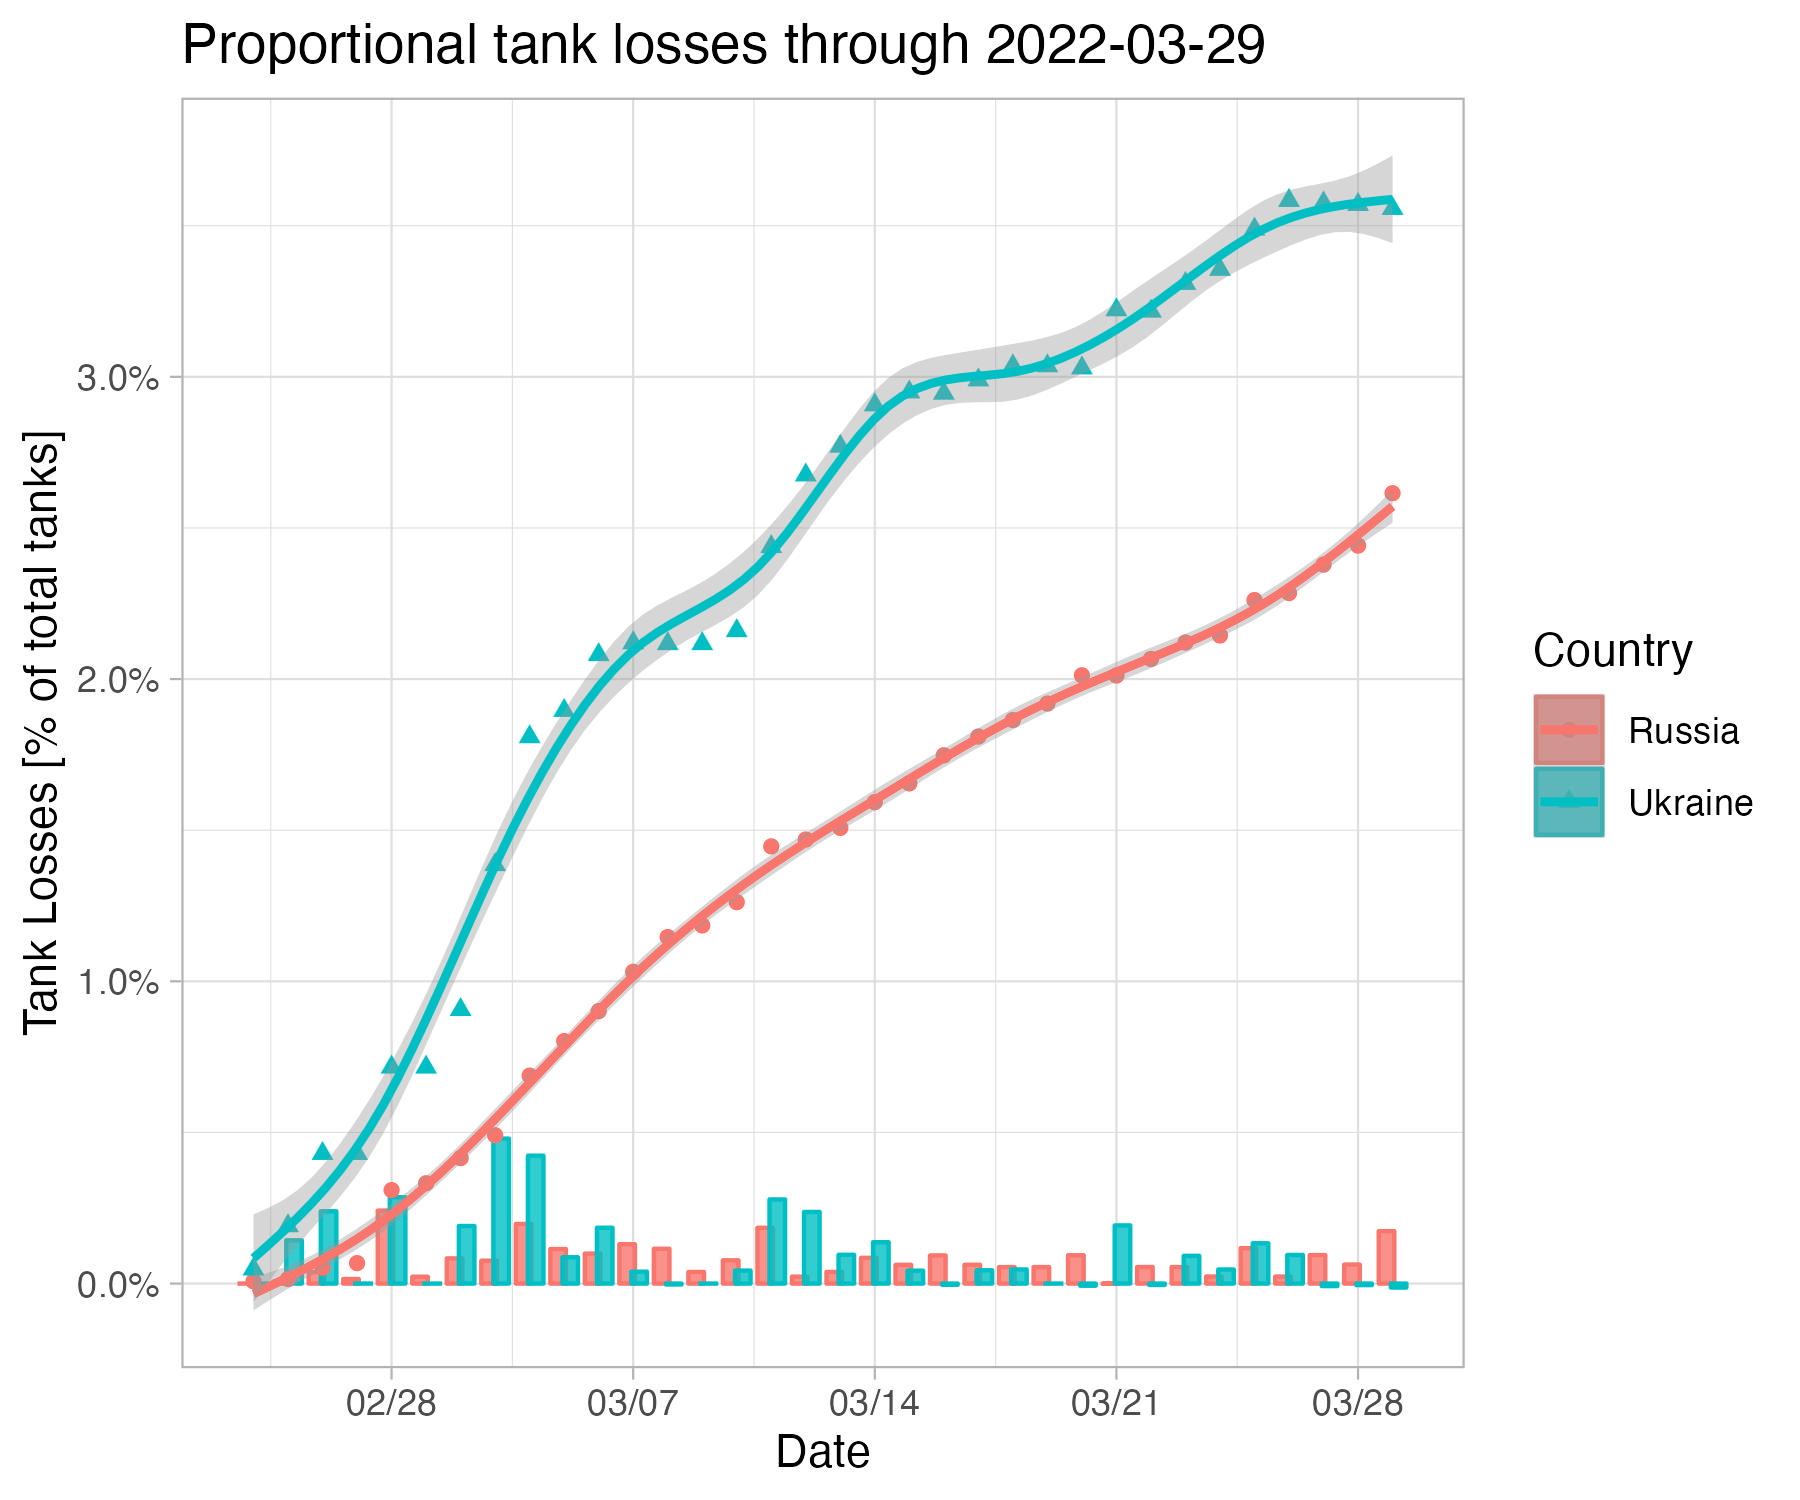 Proportional tank losses through 2022-03-29
Tank Losses [% of total tanks]
3.0%
2.0%
1.0%
0.0%
02/28 03/07 03/14 03/21 03/28
Date
Country
Russia
Ukraine